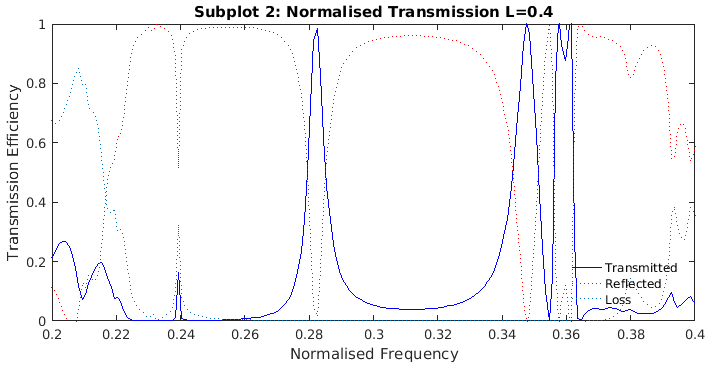 Subplot 2: Normalised Transmission L=0.4
Transmission Efficiency
1
0.8
0.6
0.4
0.2
0
Transmitted
Reflected
Loss
0.2 0.22 0.24 0.26 0.28 0.3 0.32 0.34 0.36 0.38 0.4
Normalised Frequency